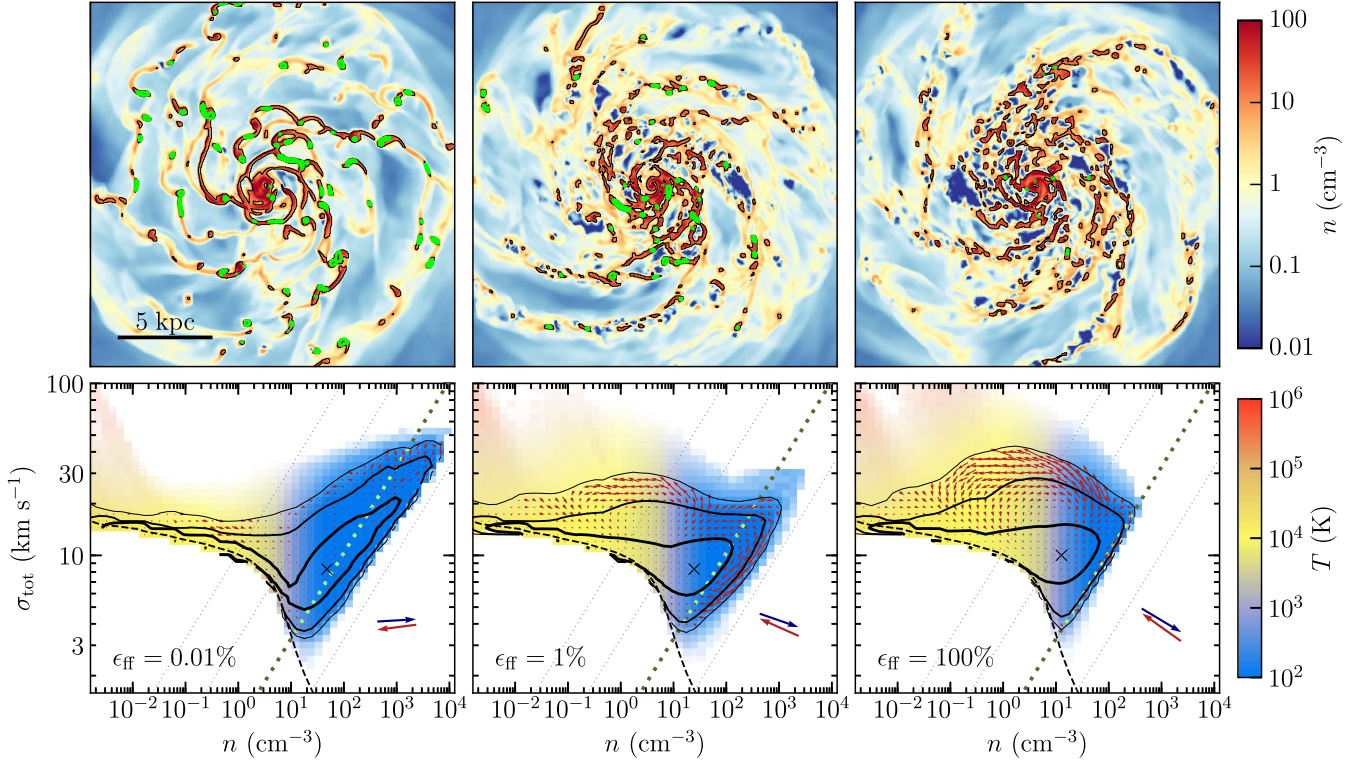 5 kpc
100
10
1
0.1
0.01
n (cm⁻³)
100
30
10
3
σ_tot (km s⁻¹)
ϵ_ff = 0.01%
ϵ_ff = 1%
ϵ_ff = 100%
10⁻² 10⁻¹ 10⁰ 10¹ 10² 10³ 10⁴
10⁻² 10⁻¹ 10⁰ 10¹ 10² 10³ 10⁴
10⁻² 10⁻¹ 10⁰ 10¹ 10² 10³ 10⁴
n (cm⁻³)
n (cm⁻³)
n (cm⁻³)
10⁶
10⁵
10⁴
10³
10²
T (K)